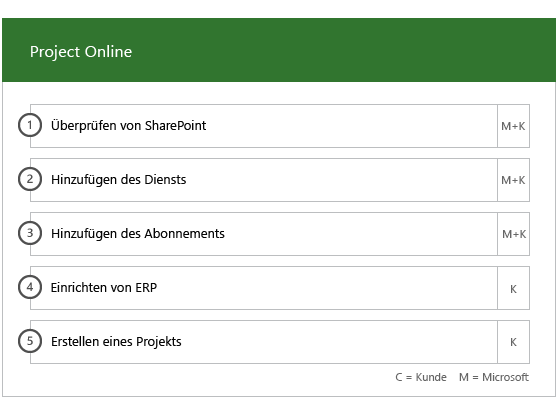 Project Online
1 Überprüfen von SharePoint M+K
2 Hinzufügen des Diensts M+K
3 Hinzufügen des Abonnements M+K
4 Einrichten von ERP K
5 Erstellen eines Projekts K
C = Kunde M = Microsoft